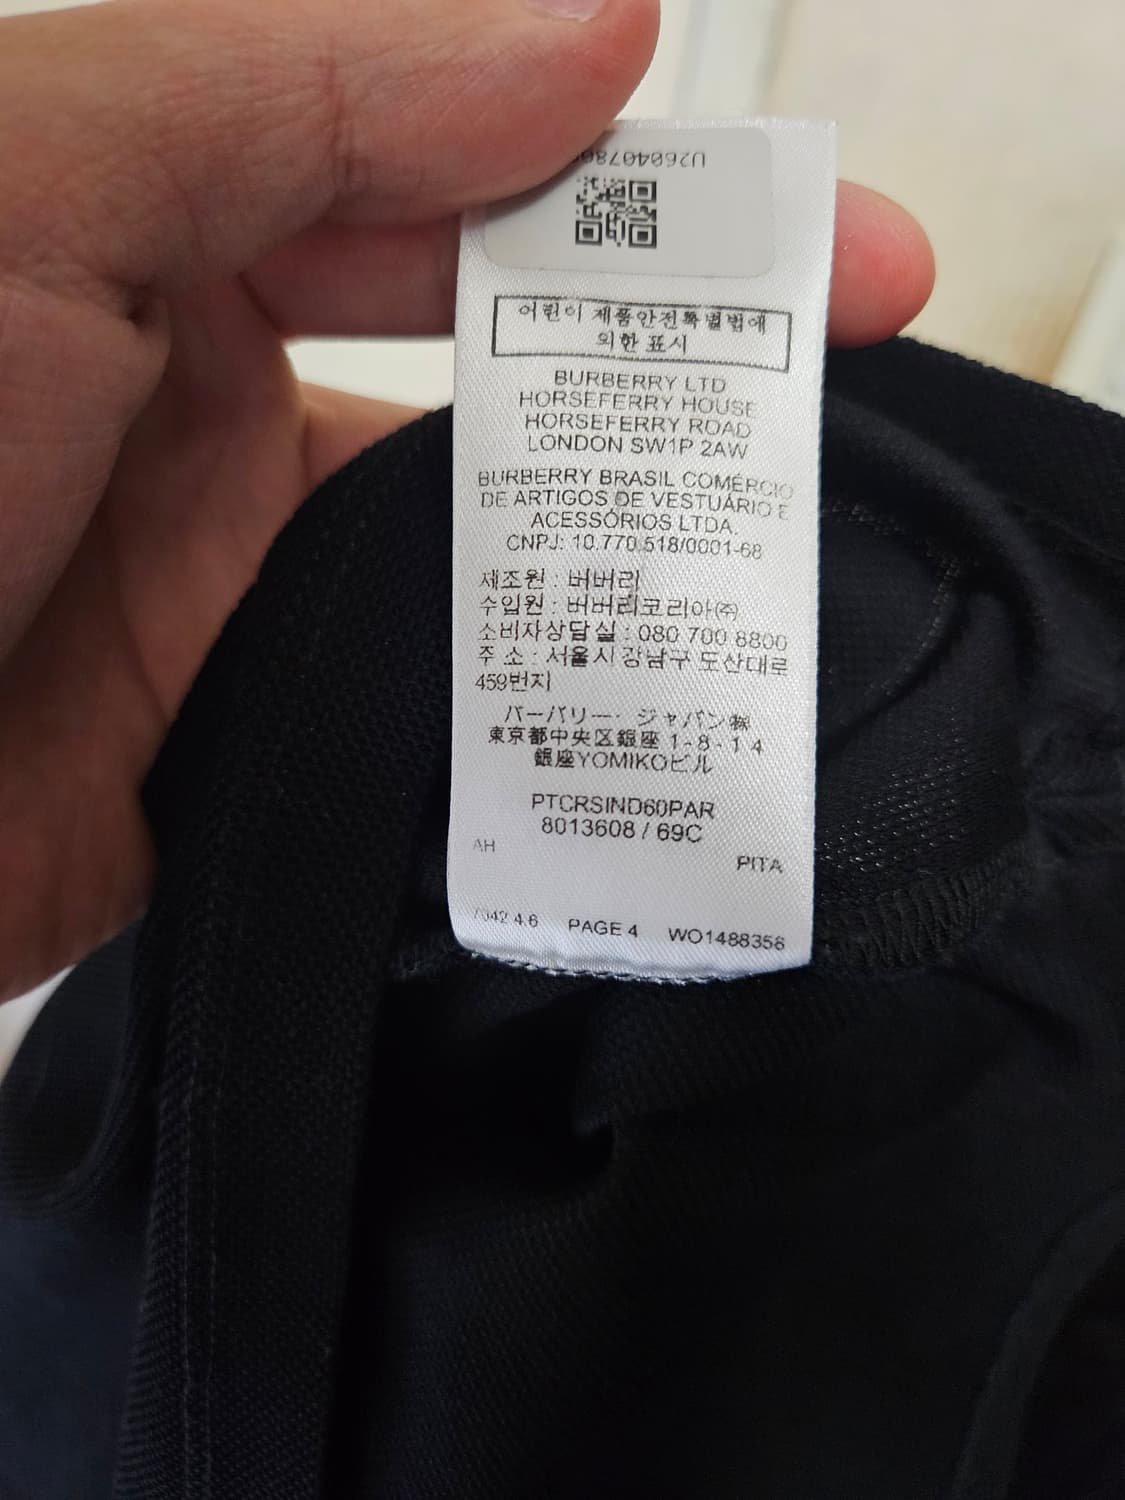 어린이 제품안전특별법에
의한 표시
BURBERRY LTD
HORSEFERRY HOUSE
HORSEFERRY ROAD
LONDON SW1P 2AW
BURBERRY BRASIL COMÉRCIO
DE ARTIGOS DE VESTUÁRIO E
ACESSÓRIOS LTDA.
CNPJ: 10.770.518/0001-68
제조원 : 버버리
수입원 : 버버리코리아㈜
소비자상담실 : 080 700 8800
주 소 : 서울시 강남구 도산대로
459번지
バーバリー・ジャパン㈱
東京都中央区銀座 1-8-14
銀座YOMIKOビル
PTCRSIND60PAR
8013608 / 69C
AH
PITA
4.6 PAGE 4 WO1488358